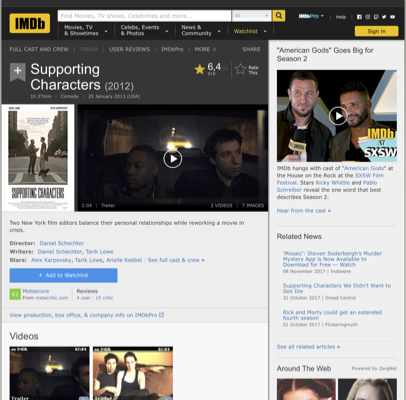 IMDb
Find Movies, TV shows, Celebrities and more...
All
IMDbPro
Help
Movies, TV
& Showtimes
Celebs, Events
& Photos
News &
Community
Watchlist
Sign in
FULL CAST AND CREW
TRIVIA
USER REVIEWS
IMDbPro
MORE
SHARE
Supporting
Characters (2012)
6,4
Rate
This
1h 27min
Comedy
25 January 2013 (USA)
SUPPORTING CHARACTERS
2:04
Trailer
2 VIDEOS
7 IMAGES
Two New York film editors balance their personal relationships while reworking a movie in
crisis.
Director: Daniel Schechter
Writers: Daniel Schechter, Tarik Lowe
Stars: Alex Karpovsky, Tarik Lowe, Arielle Kebbel
See full cast & crew »
+ Add to Watchlist
Metascore
From metacritic.com
Reviews
4 user
15 critic
View production, box office, & company info on IMDbPro
Videos
Trailer
Trailer
"American Gods" Goes Big for
Season 2
IMDb
at
SXSW
IMDb hangs with cast of "American Gods" at
the House on the Rock at the SXSW Film
Festival. Stars Ricky Whittle and Pablo
Schreiber reveal the one word that best
describes Season 2.
Hear from the cast »
Related News
'Mosaic': Steven Soderbergh's Murder
Mystery App is Now Available to
Download for Free — Watch
08 November 2017 | Indiewire
Supporting Characters We Didn't Want to
See Die
31 October 2017 | Dread Central
Rick and Morty could get an extended
fourth season
01 October 2017 | Flickeringmyth
See all related articles »
Around The Web
Powered by ZergNet